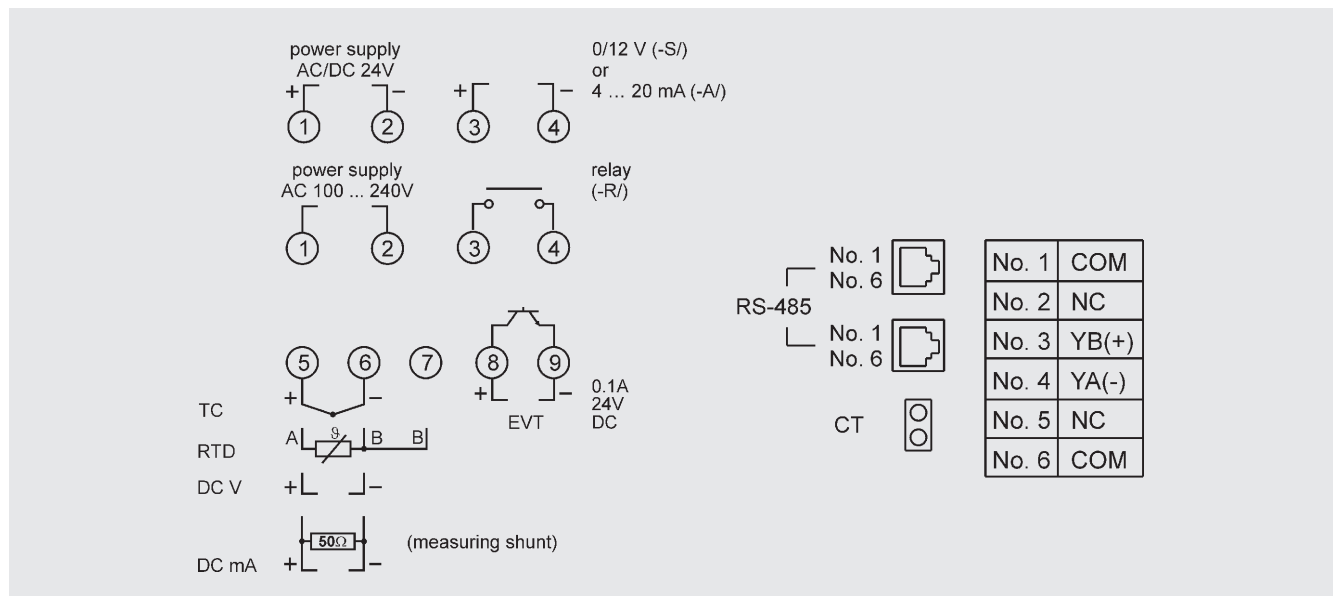 power supply
AC/DC 24V
+ − + −
1 2 3 4
0/12 V (-S/)
or
4 ... 20 mA (-A/)
power supply
AC 100 ... 240V
1 2 3 4
relay
(-R/)
5 6 7 8 9
+ − + −
0.1A
24V
DC
EVT
TC
RTD A ϑ B B
DC V + −
50Ω (measuring shunt)
DC mA + −
RS-485
No. 1
No. 6
No. 1
No. 6
CT
No. 1 COM
No. 2 NC
No. 3 YB(+)
No. 4 YA(-)
No. 5 NC
No. 6 COM